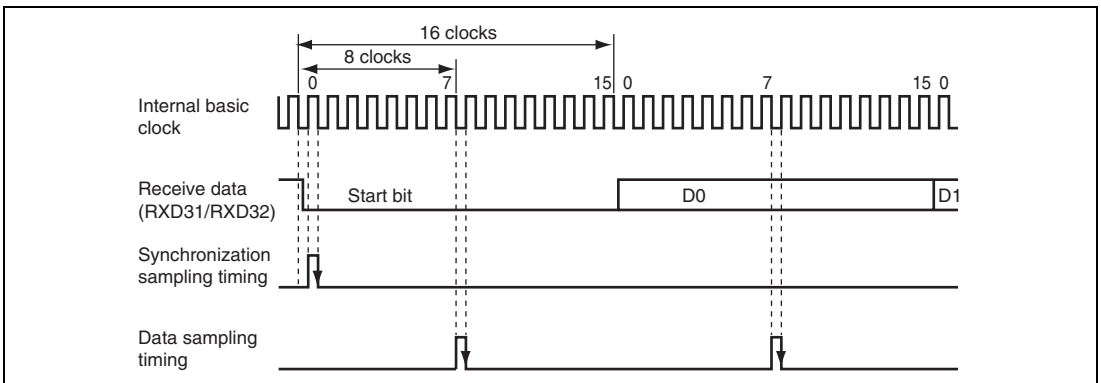 16 clocks
8 clocks
0 7 15 0 7 15 0
Internal basic
clock
Receive data
(RXD31/RXD32)
Start bit D0 D1
Synchronization
sampling timing
Data sampling
timing